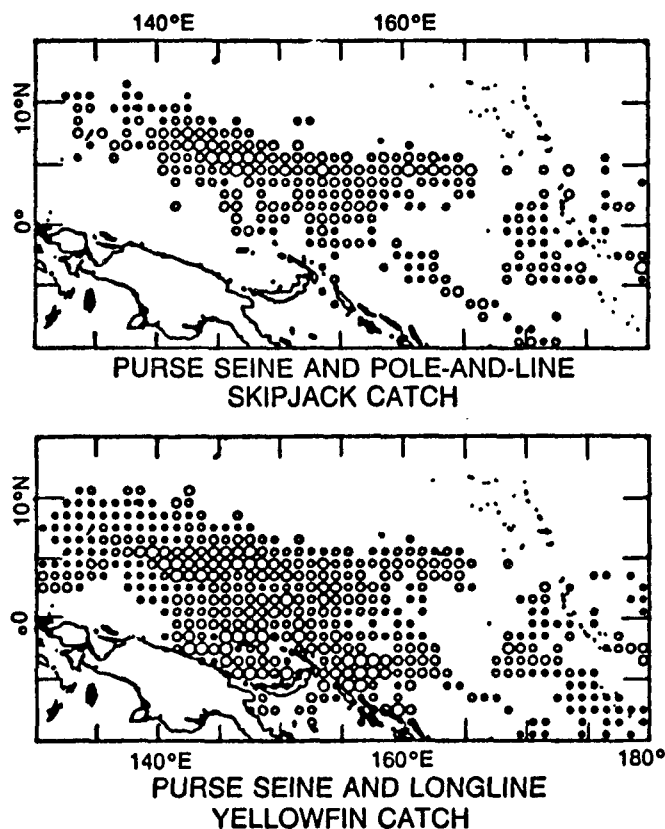 140°E 160°E
10°N
0°
PURSE SEINE AND POLE-AND-LINE
SKIPJACK CATCH
10°N
0°
140°E 160°E 180°
PURSE SEINE AND LONGLINE
YELLOWFIN CATCH